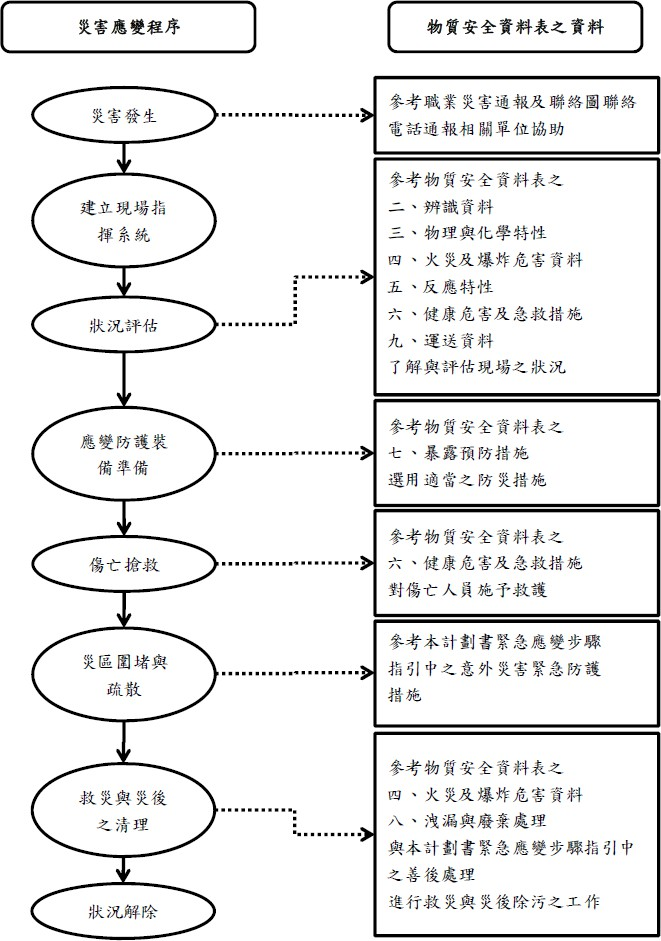 災害應變程序
物質安全資料表之資料
災害發生
參考職業災害通報及聯絡圖聯絡
電話通報相關單位協助
建立現場指
揮系統
參考物質安全資料表之
二、辨識資料
三、物理與化學特性
四、火災及爆炸危害資料
五、反應特性
六、健康危害及急救措施
九、運送資料
了解與評估現場之狀況
狀況評估
應變防護裝
備準備
參考物質安全資料表之
七、暴露預防措施
選用適當之防災措施
傷亡搶救
參考物質安全資料表之
六、健康危害及急救措施
對傷亡人員施予救護
災區圍堵與
疏散
參考本計劃書緊急應變步驟
指引中之意外災害緊急防護
措施
救災與災後
之清理
參考物質安全資料表之
四、火災及爆炸危害資料
八、洩漏與廢棄處理
與本計劃書緊急應變步驟指引中
之善後處理
進行救災與災後除污之工作
狀況解除